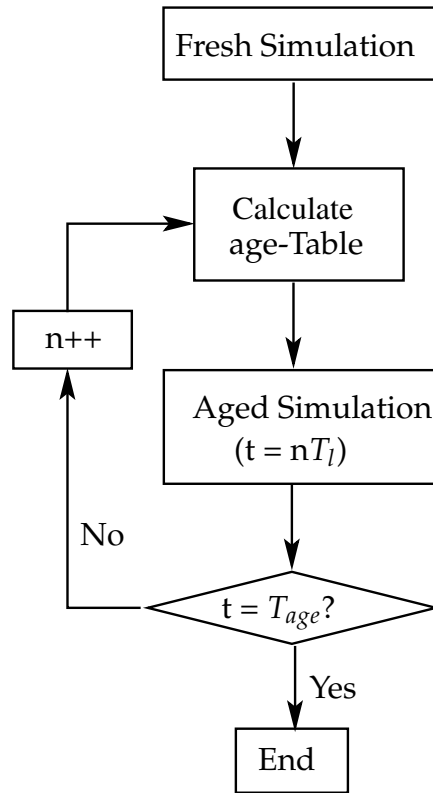 Fresh Simulation
Calculate
age-Table
n++
Aged Simulation
(t = nT_l)
No
t = T_age?
Yes
End